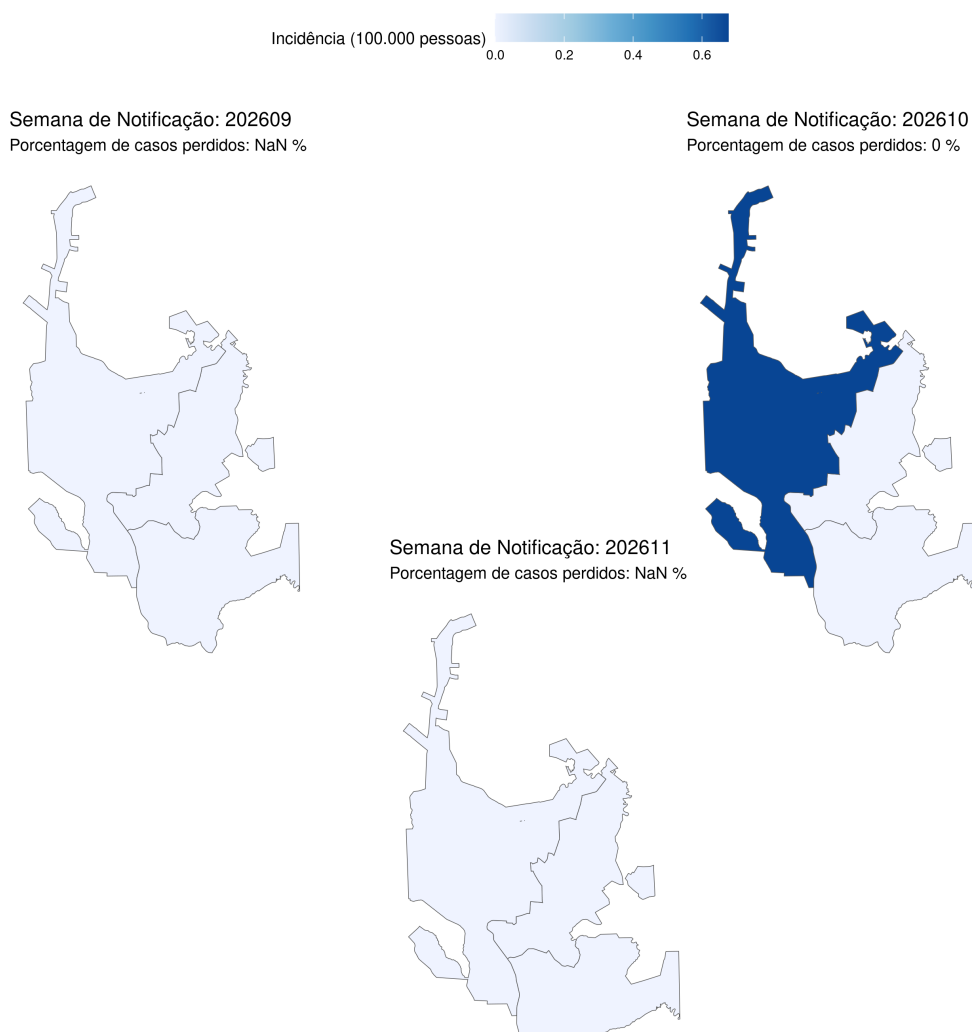 Incidência (100.000 pessoas)
0.0 0.2 0.4 0.6
Semana de Notificação: 202609
Porcentagem de casos perdidos: NaN %
Semana de Notificação: 202610
Porcentagem de casos perdidos: 0 %
Semana de Notificação: 202611
Porcentagem de casos perdidos: NaN %